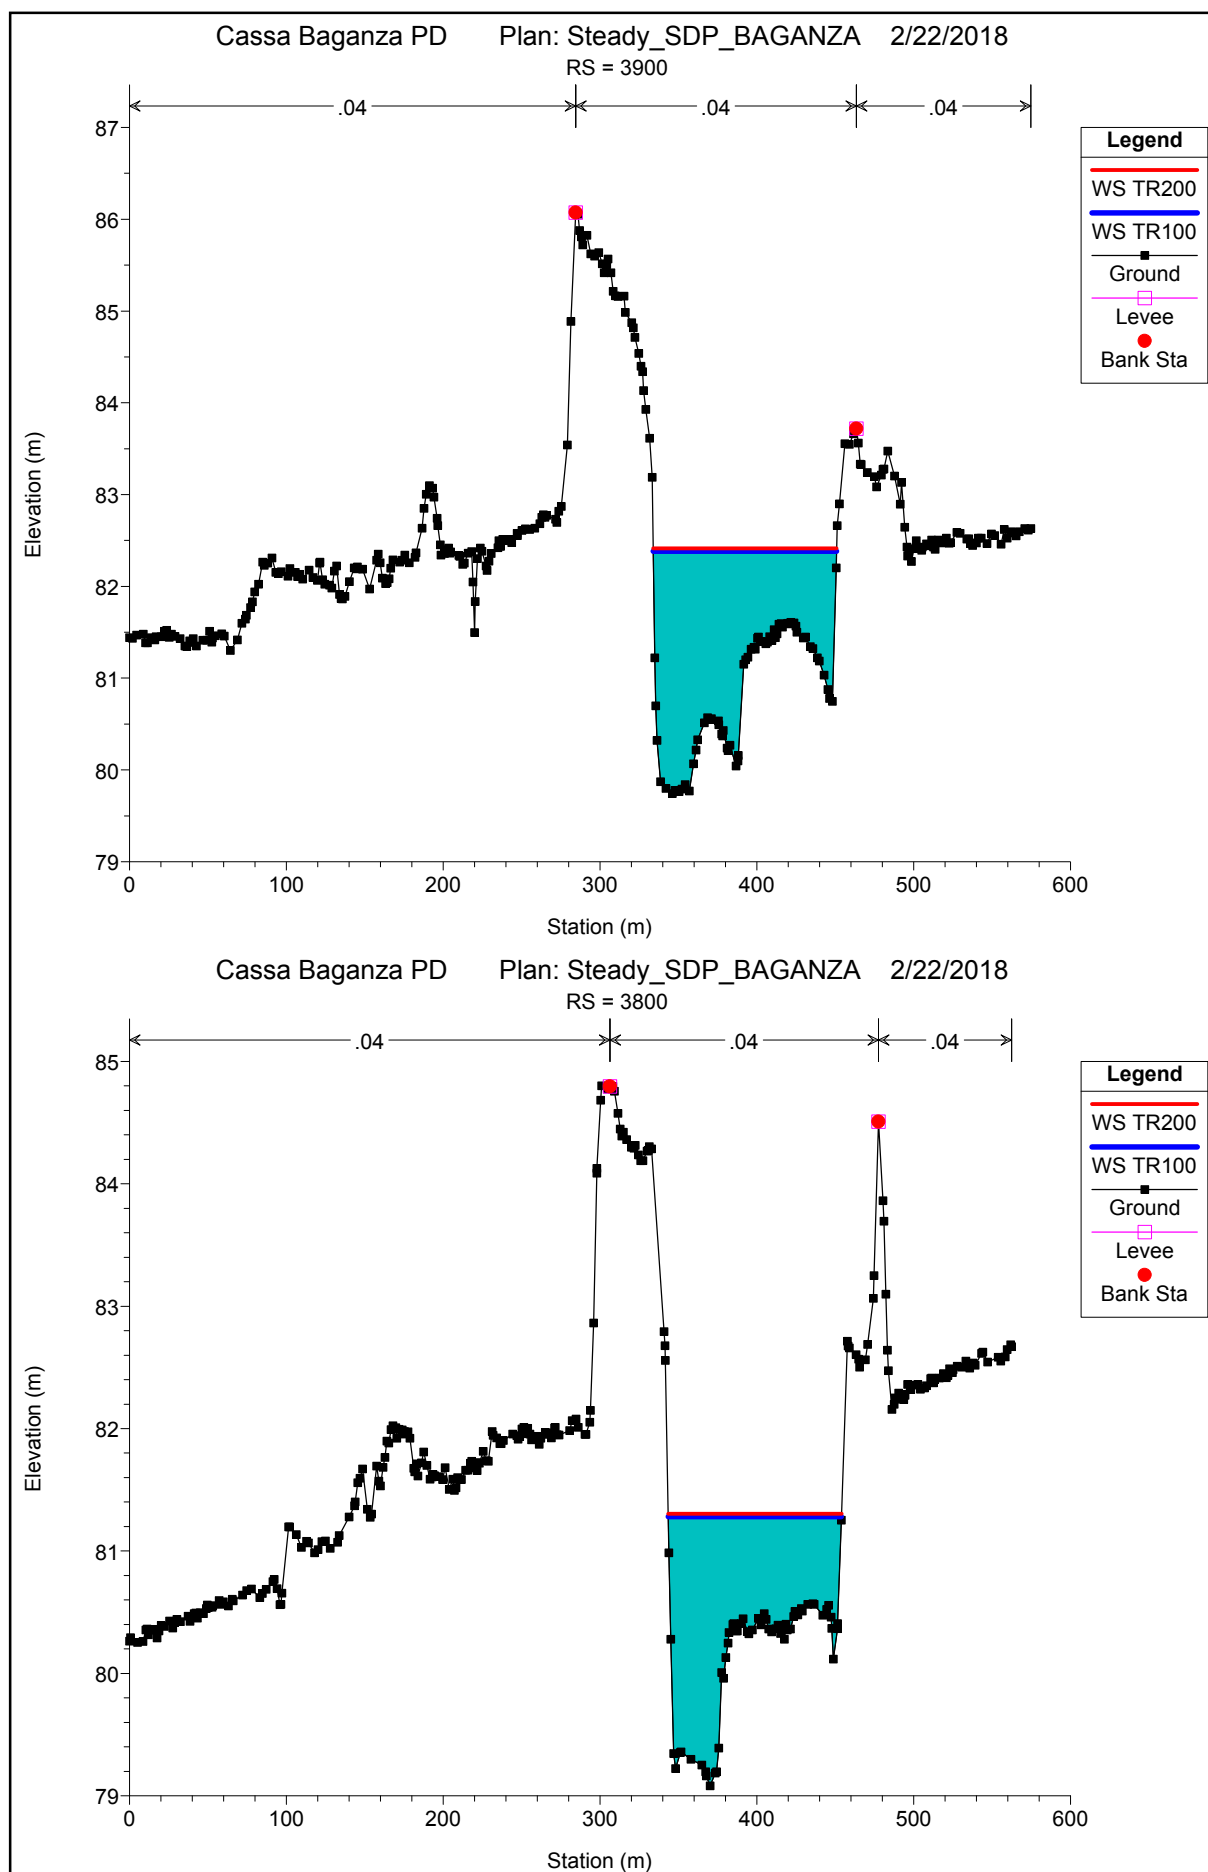 Cassa Baganza PD Plan: Steady_SDP_BAGANZA 2/22/2018
RS = 3900
.04 .04 .04
87
86
85
84
83
82
81
80
79
Elevation (m)
0 100 200 300 400 500 600
Station (m)
Legend
WS TR200
WS TR100
Ground
Levee
Bank Sta
Cassa Baganza PD Plan: Steady_SDP_BAGANZA 2/22/2018
RS = 3800
.04 .04 .04
85
84
83
82
81
80
79
Elevation (m)
0 100 200 300 400 500 600
Station (m)
Legend
WS TR200
WS TR100
Ground
Levee
Bank Sta